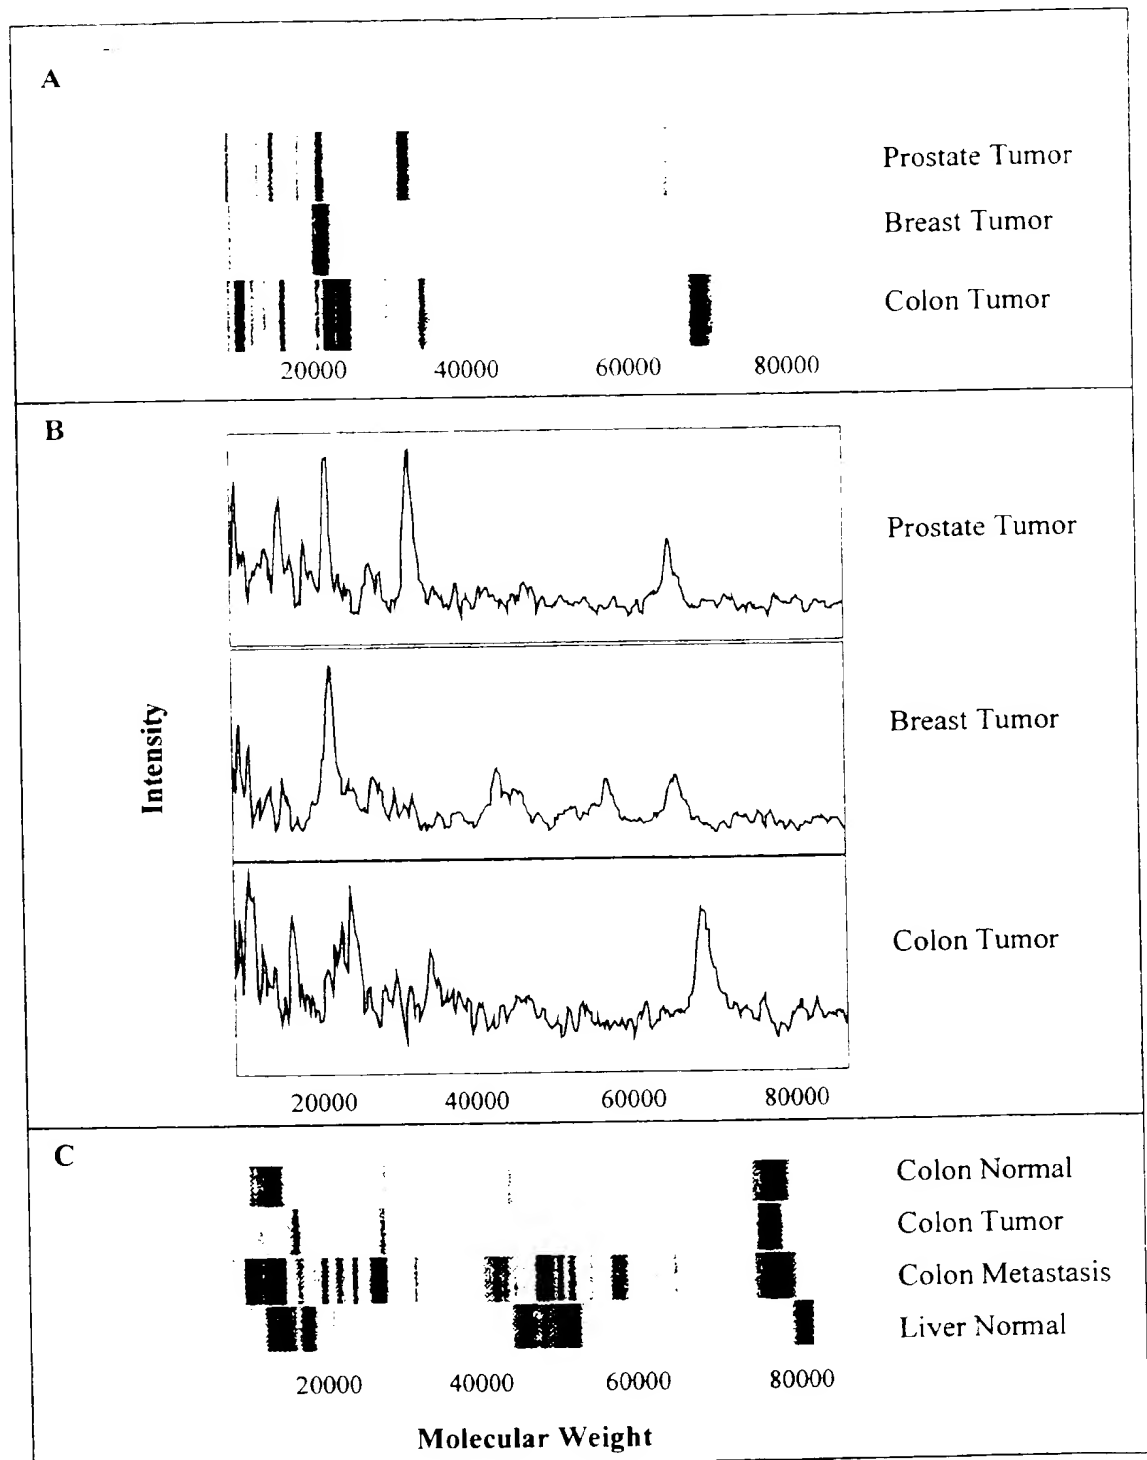 A
Prostate Tumor
Breast Tumor
Colon Tumor
20000 40000 60000 80000
B
Prostate Tumor
Breast Tumor
Intensity
Colon Tumor
20000 40000 60000 80000
C
Colon Normal
Colon Tumor
Colon Metastasis
Liver Normal
20000 40000 60000 80000
Molecular Weight